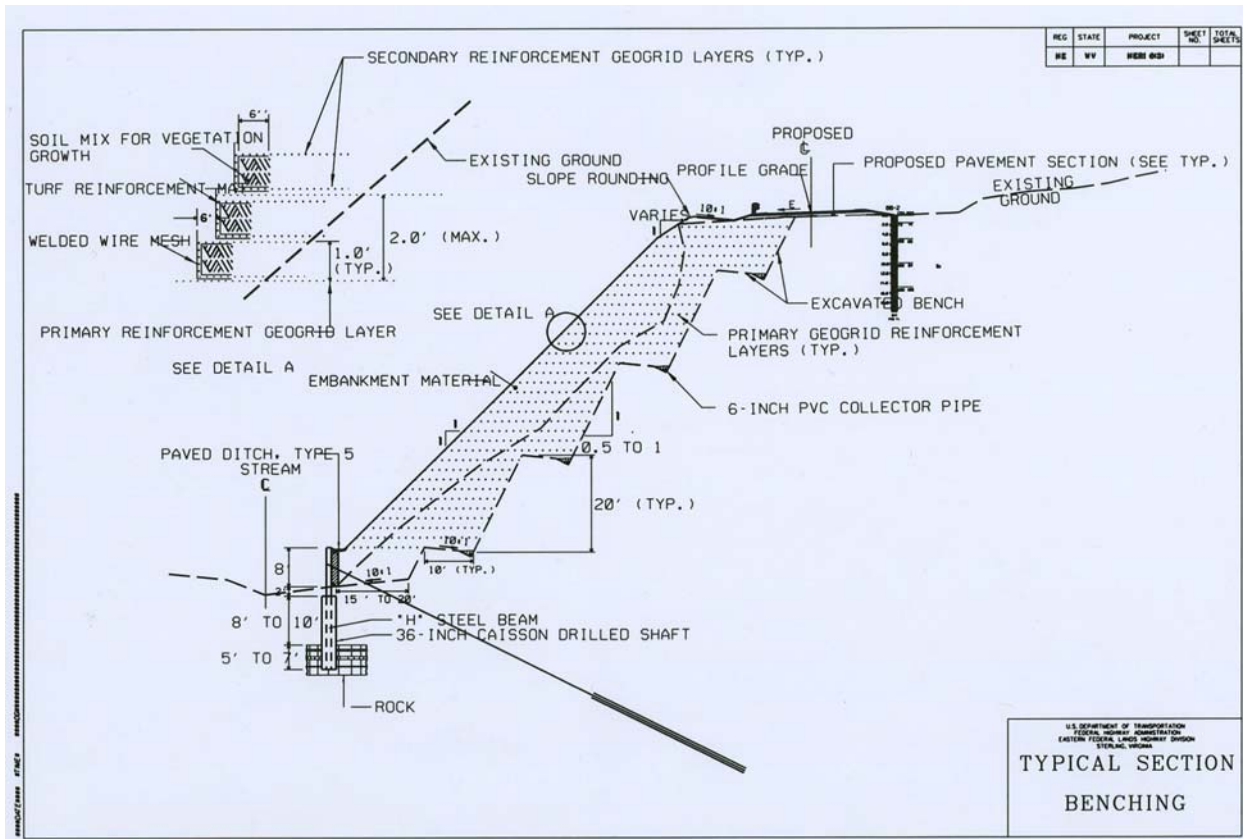 REG STATE PROJECT SHEET NO. TOTAL SHEETS
NE WV
SECONDARY REINFORCEMENT GEOGRID LAYERS (TYP.)
6''
SOIL MIX FOR VEGETATION
GROWTH
TURF REINFORCEMENT
6'
WELDED WIRE MESH
EXISTING GROUND
2.0' (MAX.)
1.0'
(TYP.)
PRIMARY REINFORCEMENT GEOGRID LAYER
SEE DETAIL A
PROPOSED
℄
PROFILE GRADE
PROPOSED PAVEMENT SECTION (SEE TYP.)
EXISTING
GROUND
SLOPE ROUNDING
VARIES
1
10:1
E
SEE DETAIL A
EXCAVATED BENCH
PRIMARY GEOGRID REINFORCEMENT
LAYERS (TYP.)
EMBANKMENT MATERIAL
6-INCH PVC COLLECTOR PIPE
1
1
1
0.5 TO 1
PAVED DITCH, TYPE 5
STREAM
℄
20' (TYP.)
10:1
10' (TYP.)
10:1
15 ' TO 20'
8'
8' TO 10'
5' TO 7'
"H" STEEL BEAM
36-INCH CAISSON DRILLED SHAFT
ROCK
U.S. DEPARTMENT OF TRANSPORTATION
FEDERAL HIGHWAY ADMINISTRATION
EASTERN FEDERAL LANDS HIGHWAY DIVISION
STERLING, VIRGINIA
TYPICAL SECTION
BENCHING